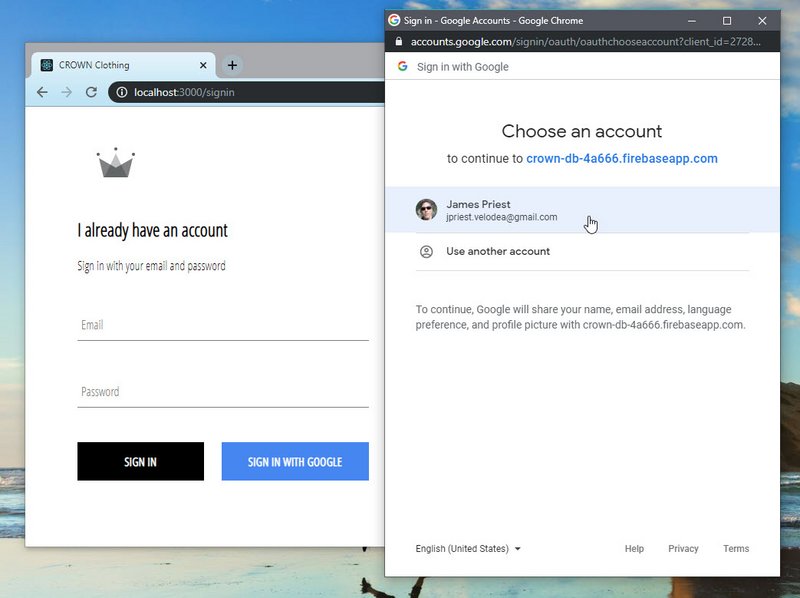 CROWN Clothing
localhost:3000/signin
I already have an account
Sign in with your email and password
Email
Password
SIGN IN
SIGN IN WITH GOOGLE
Sign in - Google Accounts - Google Chrome
accounts.google.com/signin/oauth/oauthchooseaccount?client_id=2728...
Sign in with Google
Choose an account
to continue to crown-db-4a666.firebaseapp.com
James Priest
jpriest.velodea@gmail.com
Use another account
To continue, Google will share your name, email address, language
preference, and profile picture with crown-db-4a666.firebaseapp.com.
English (United States)
Help Privacy Terms